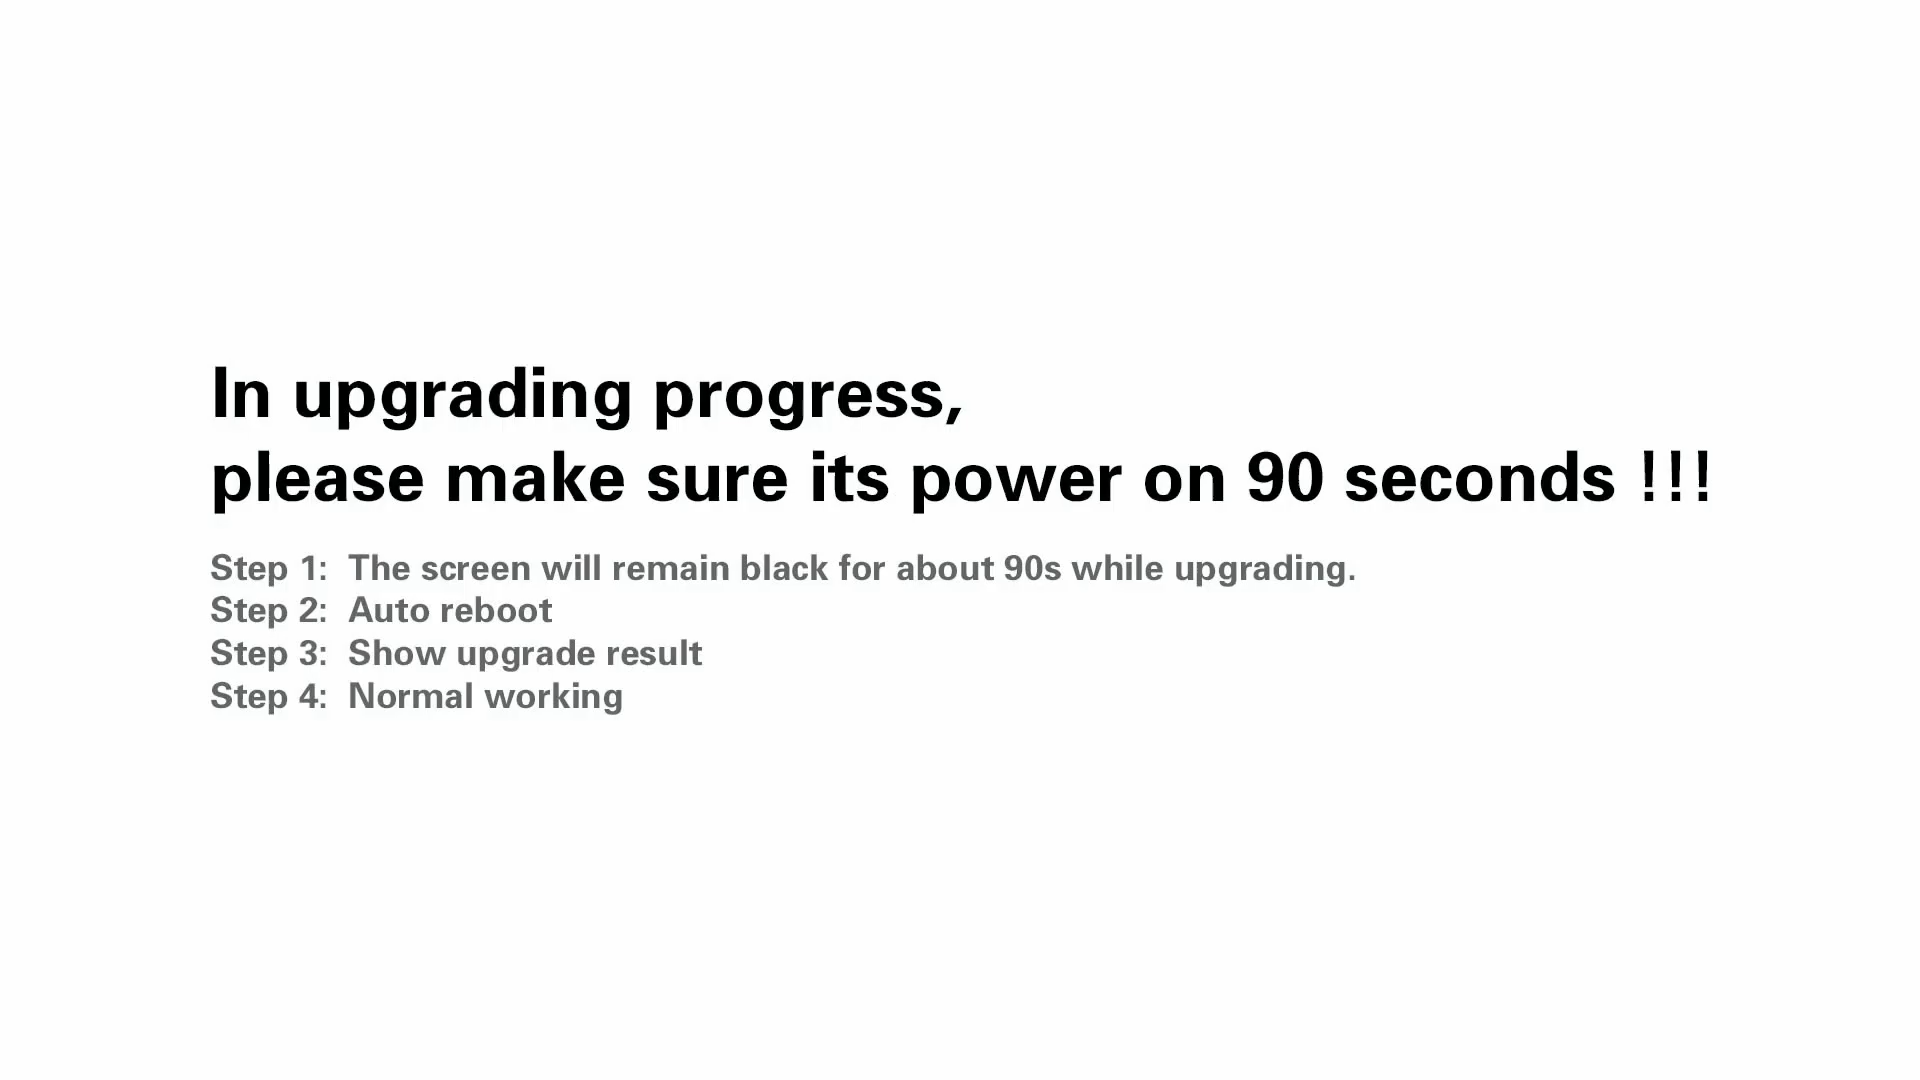 In upgrading progress,
please make sure its power on 90 seconds !!!
Step 1: The screen will remain black for about 90s while upgrading.
Step 2: Auto reboot
Step 3: Show upgrade result
Step 4: Normal working